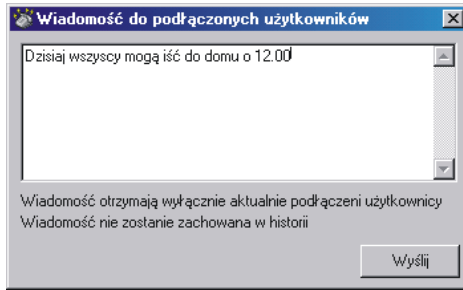 Wiadomość do podłączonych użytkowników
Dzisiaj wszyscy mogą iść do domu o 12.00
Wiadomość otrzymają wyłącznie aktualnie podłączeni użytkownicy
Wiadomość nie zostanie zachowana w historii
Wyślij